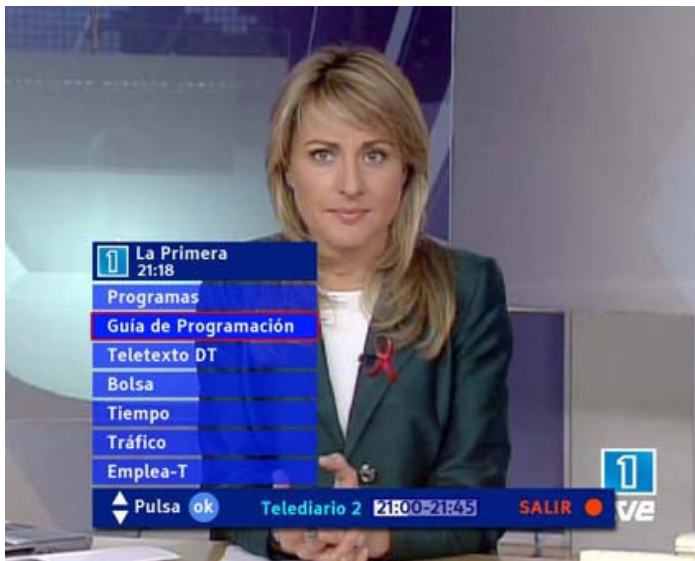 1 La Primera
21:18
Programas
Guía de Programación
Teletexto DT
Bolsa
Tiempo
Tráfico
Emplea-T
Pulsa ok Telediario 2 21:00-21:45 SALIR
1
tve